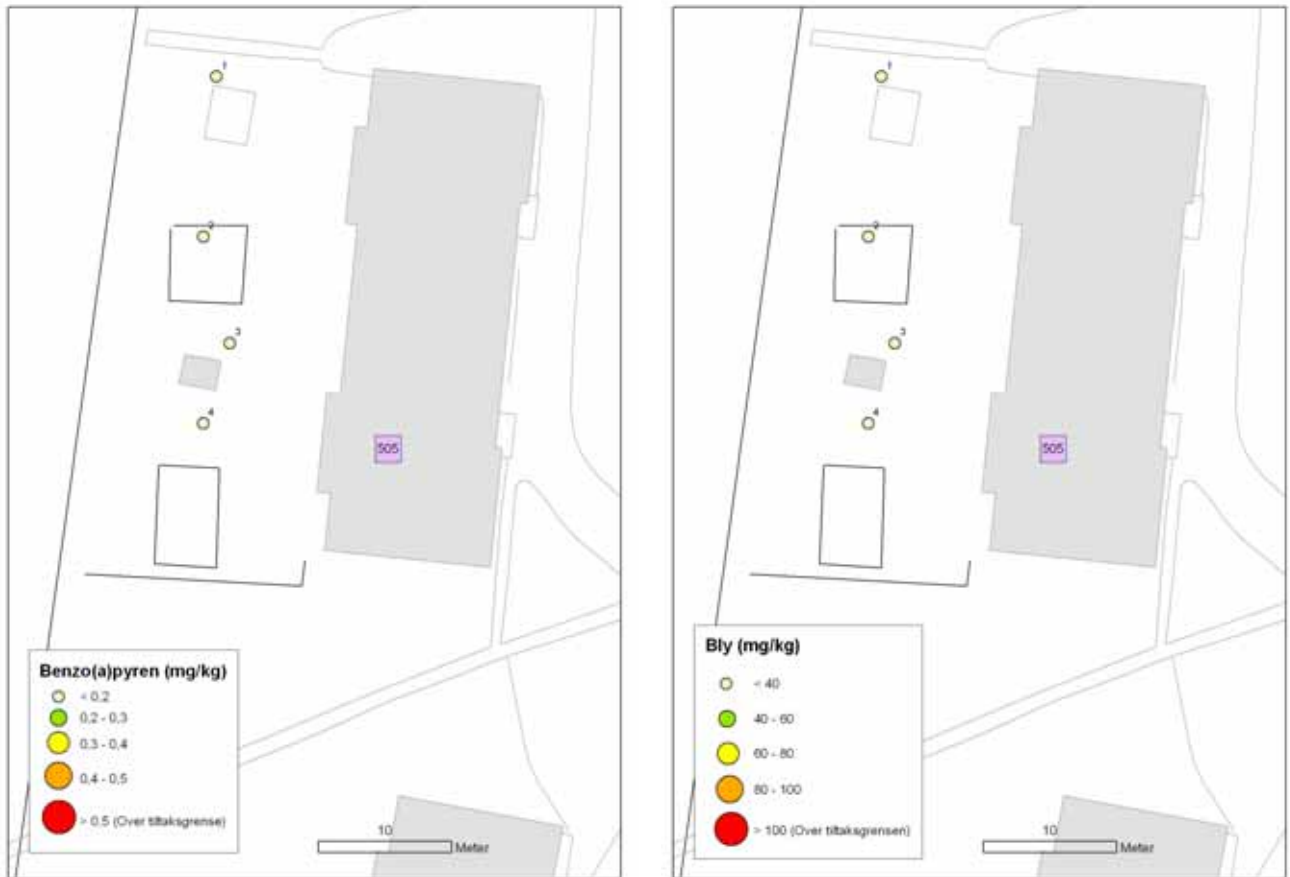 1
2
3
4
505
Benzo(a)pyren (mg/kg)
< 0.2
0,2 - 0,3
0,3 - 0,4
0,4 - 0,5
> 0.5 (Over tiltaksgrense)
10
Meter
1
2
3
4
505
Bly (mg/kg)
< 40
40 - 60
60 - 80
80 - 100
> 100 (Over tiltaksgrensen)
10
Meter